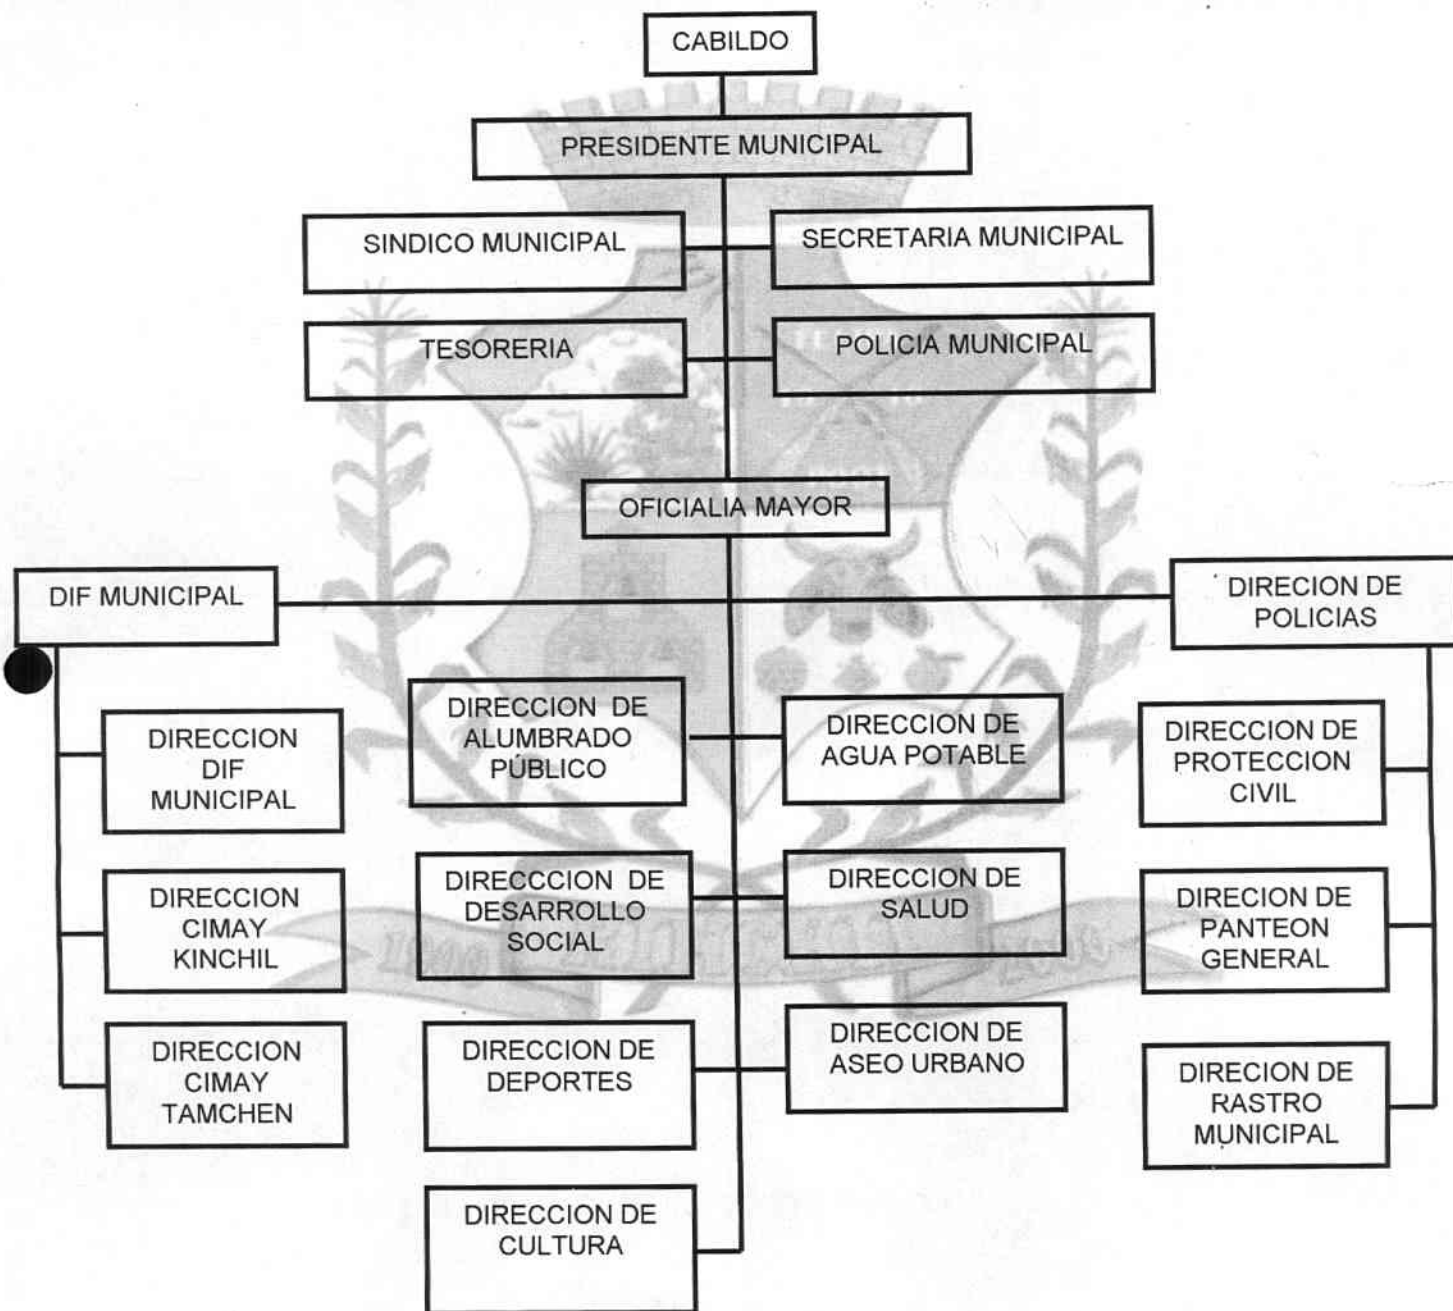 CABILDO
PRESIDENTE MUNICIPAL
SINDICO MUNICIPAL
SECRETARIA MUNICIPAL
TESORERIA
POLICIA MUNICIPAL
OFICIALIA MAYOR
DIF MUNICIPAL
DIRECION DE
POLICIAS
DIRECCION
DIF
MUNICIPAL
DIRECCION DE
ALUMBRADO
PÚBLICO
DIRECCION DE
AGUA POTABLE
DIRECCION DE
PROTECCION
CIVIL
DIRECCION
CIMAY
KINCHIL
DIRECCCION DE
DESARROLLO
SOCIAL
DIRECCION DE
SALUD
DIRECION DE
PANTEON
GENERAL
DIRECCION
CIMAY
TAMCHEN
DIRECCION DE
DEPORTES
DIRECCION DE
ASEO URBANO
DIRECION DE
RASTRO
MUNICIPAL
DIRECCION DE
CULTURA